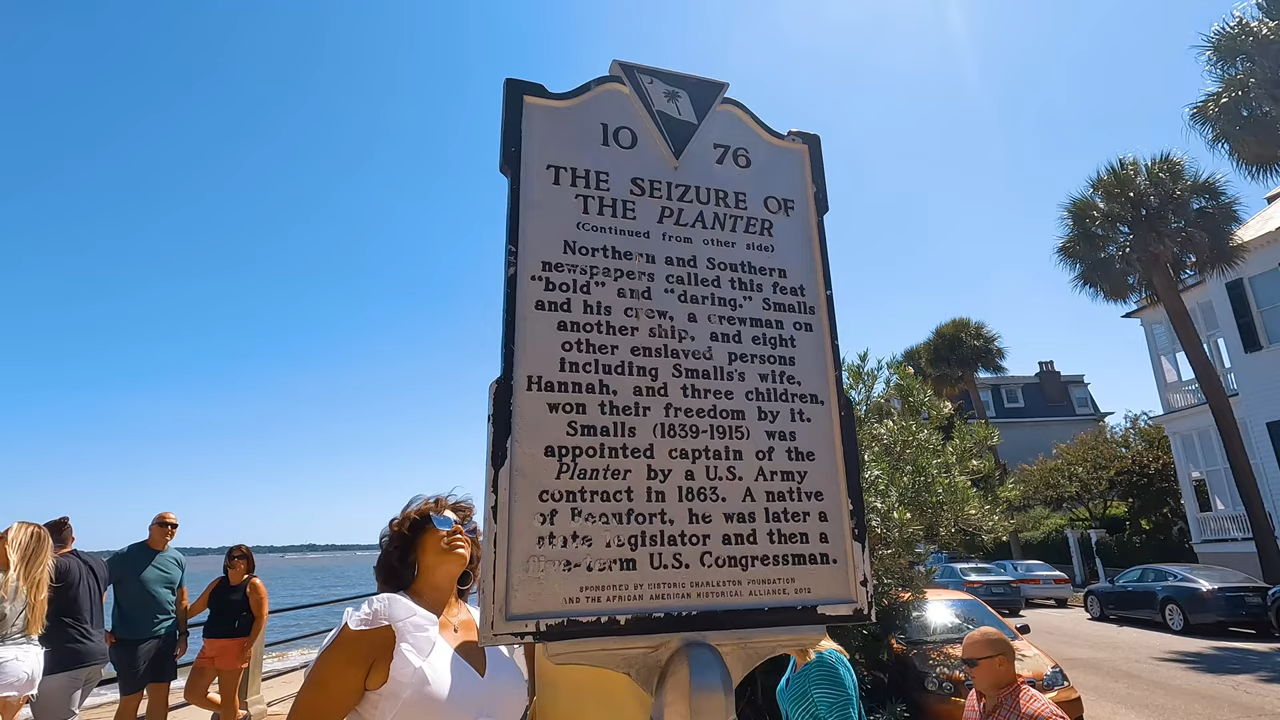 10 76
THE SEIZURE OF
THE PLANTER
(Continued from other side)
Northern and Southern
newspapers called this feat
“bold” and “daring.” Smalls
and his crew, a crewman on
another ship, and eight
other enslaved persons
including Smalls's wife,
Hannah, and three children,
won their freedom by it.
Smalls (1839-1915) was
appointed captain of the
Planter by a U.S. Army
contract in 1863. A native
of Beaufort, he was later a
state legislator and then a
five-term U.S. Congressman.
SPONSORED BY HISTORIC CHARLESTON FOUNDATION
AND THE AFRICAN AMERICAN HISTORICAL ALLIANCE, 2012